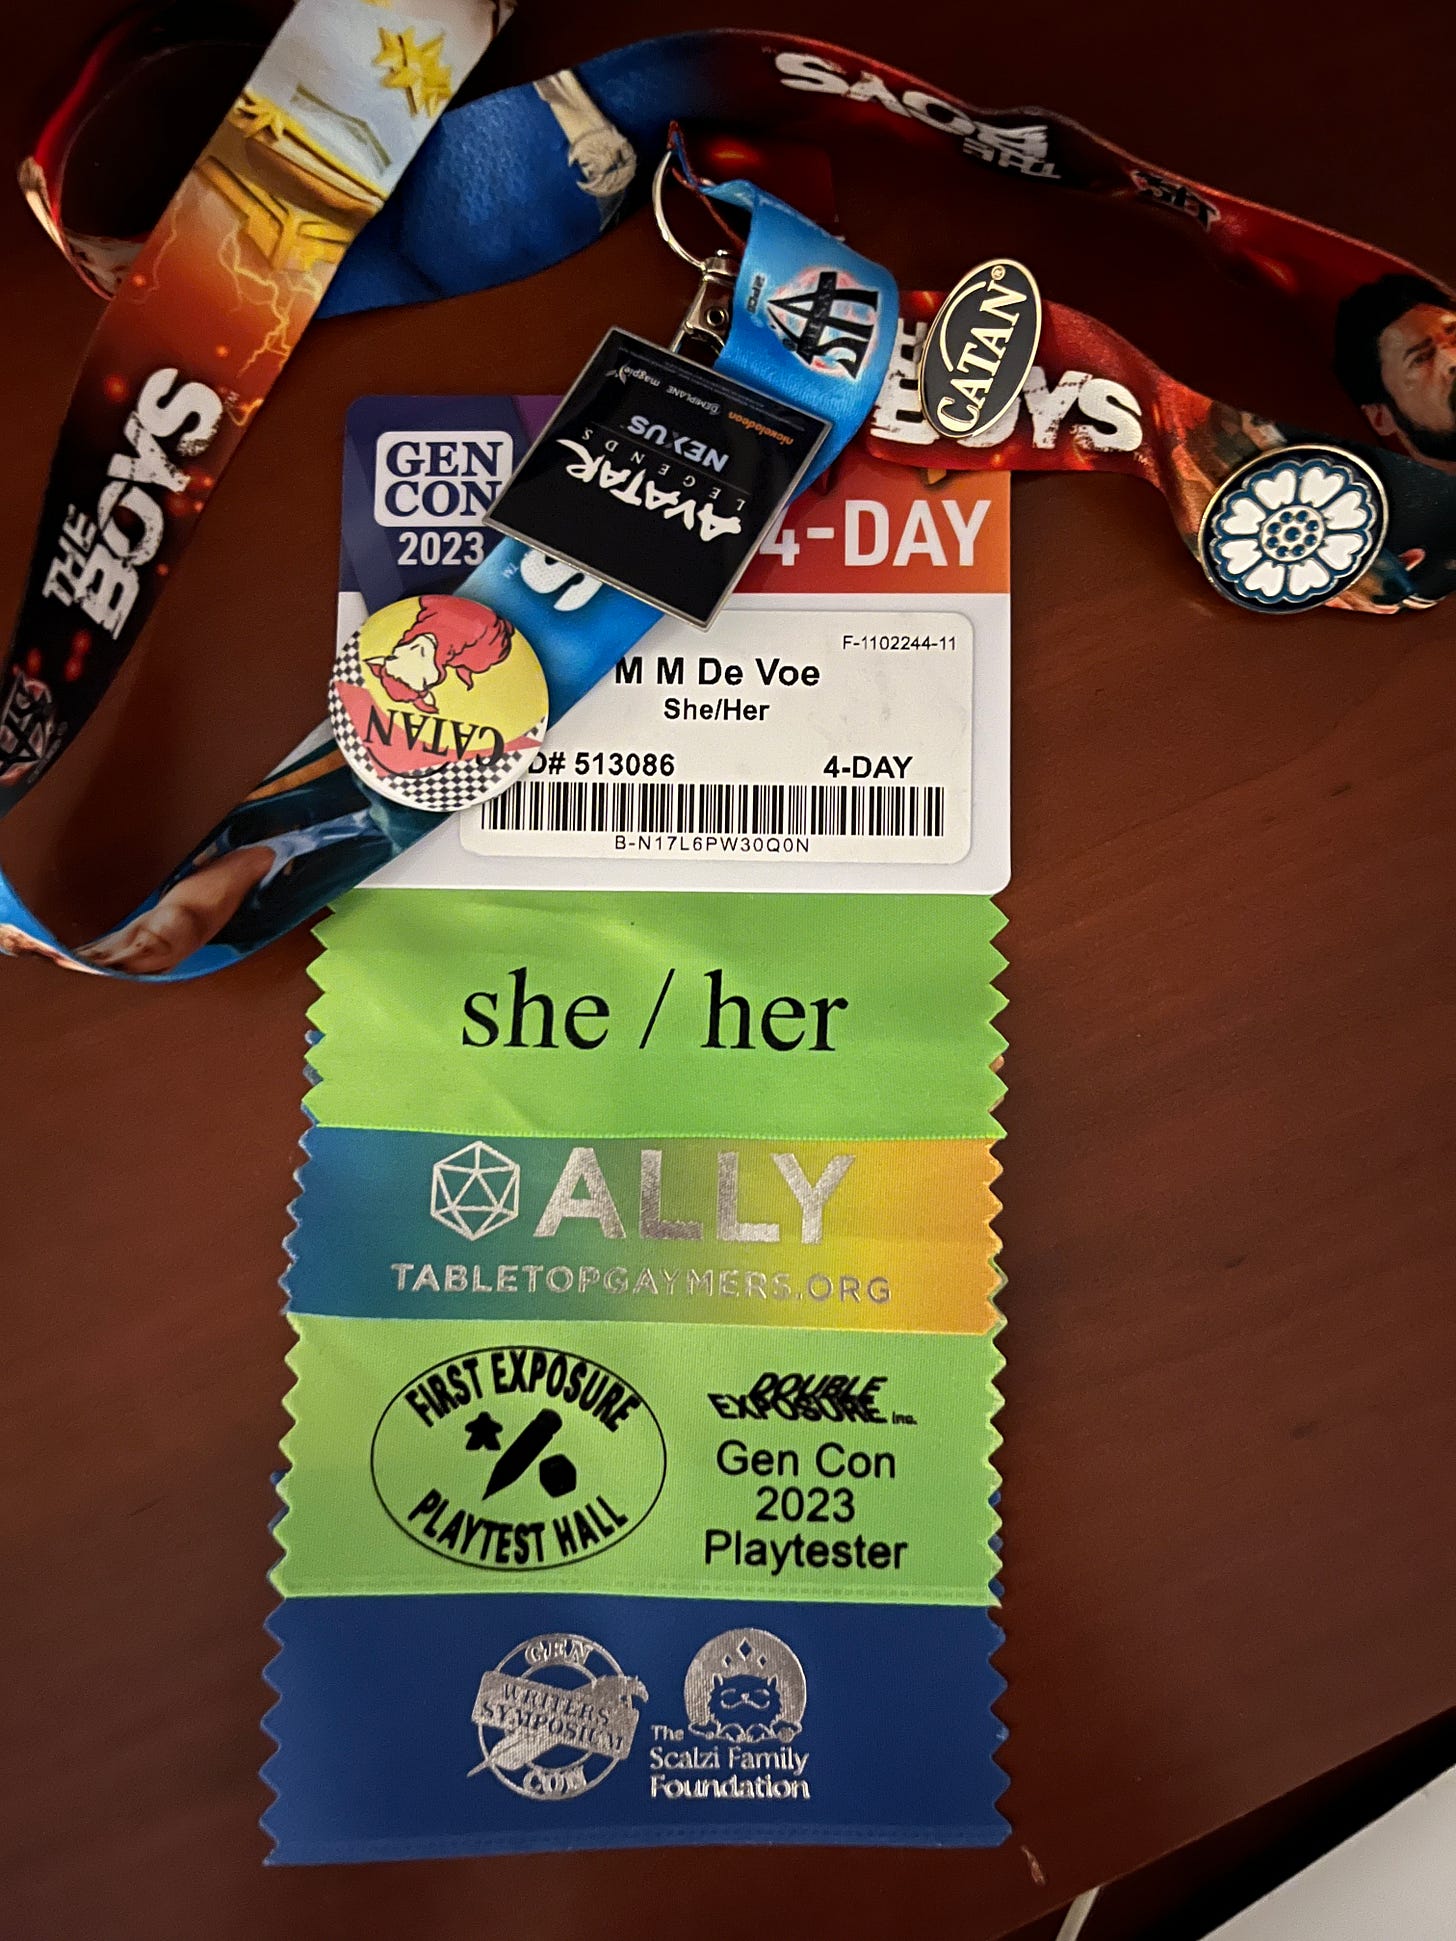 THE
BOYS
THE
BOYS
CATAN®
BOYS
nickelodeon DEMIPLANE magpie
NEXUS
AVATAR
LEGENDS
GEN
CON
2023
4-DAY
CATAN
F-1102244-11
M M De Voe
She/Her
D# 513086 4-DAY
B-N17L6PW30Q0N
she / her
ALLY
TABLETOPGAYMERS.ORG
FIRST EXPOSURE
PLAYTEST HALL
DOUBLE
EXPOSURE, Inc.
Gen Con
2023
Playtester
GEN
WRITERS'
SYMPOSIUM
CON
The
Scalzi Family
Foundation